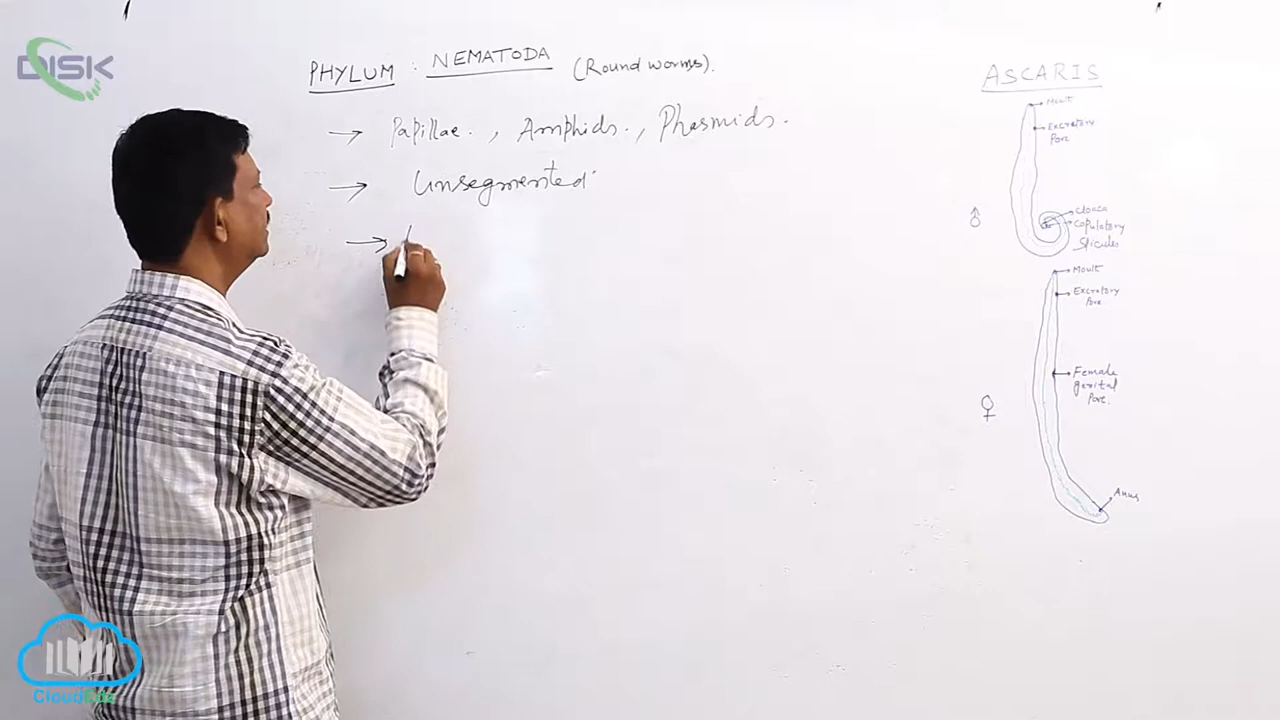 DISK
PHYLUM : NEMATODA (Round worms).
→ Papillae. , Amphids. , Phasmids.
→ Unsegmented
→
ASCARIS
Mouth
Excretory
Pore
♂
Cloaca
Copulatory
Spicules
Mouth
Excretory
Pore
Female
genital
Pore.
♀
Anus
CloudEdz